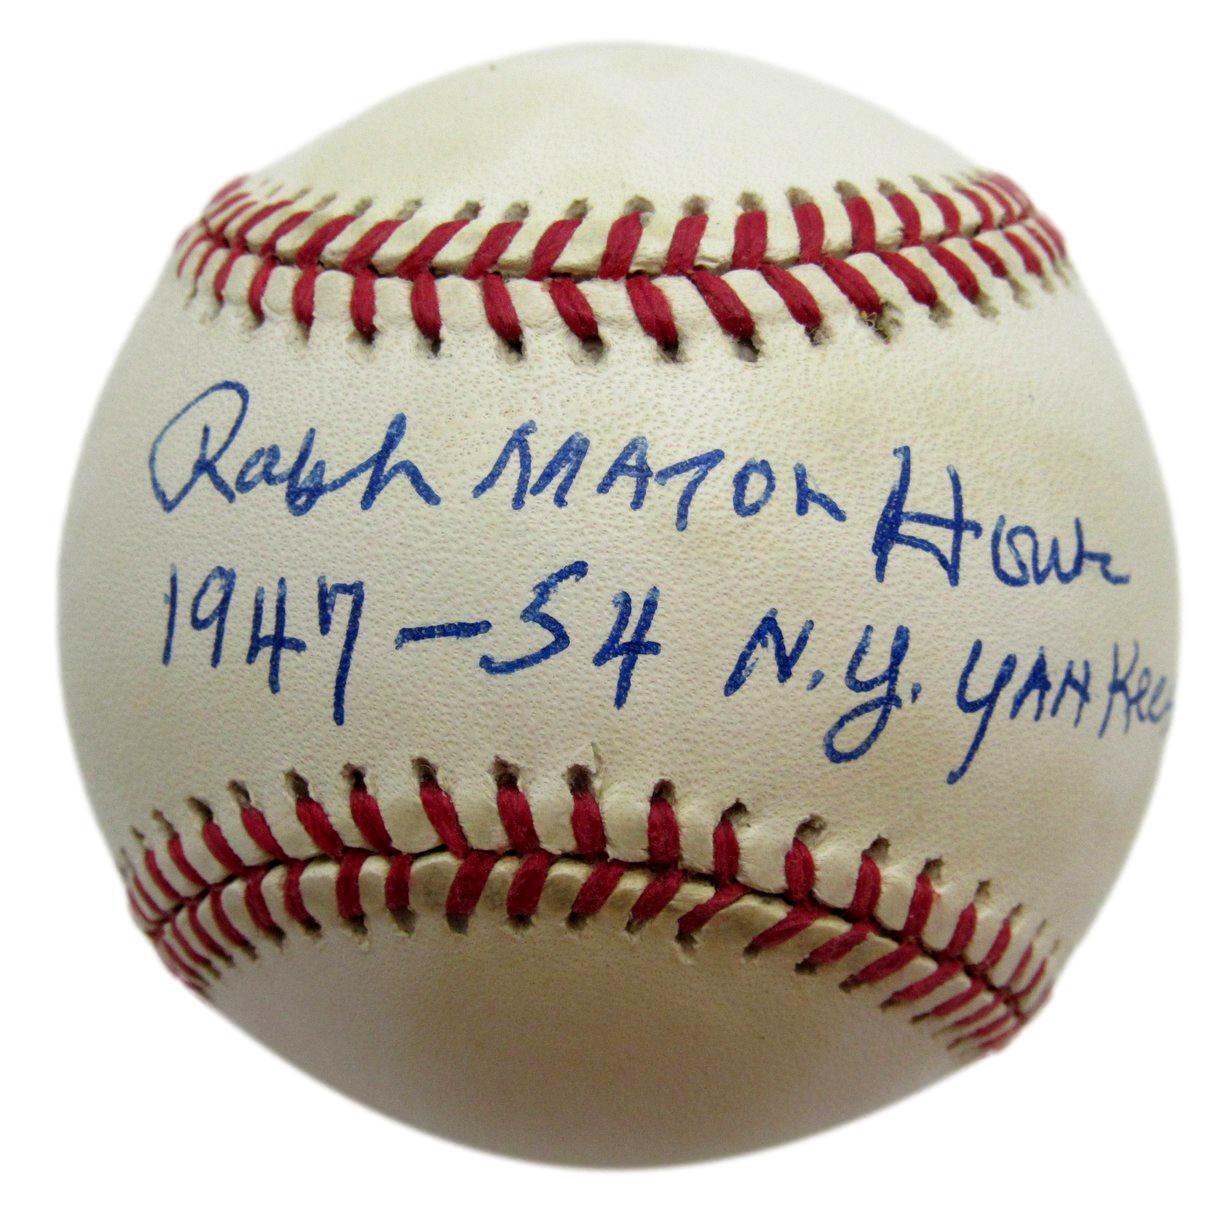 Ralph MAJOR Houk
1947-54 N.Y. YANKees